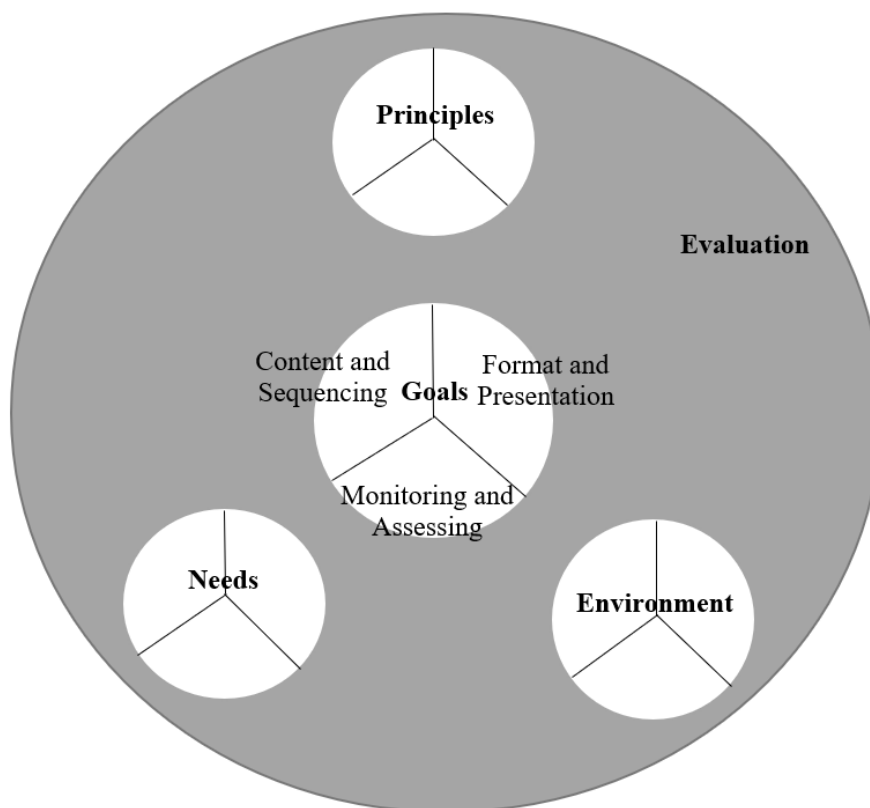 Principles
Evaluation
Content and
Sequencing
Goals
Format and
Presentation
Monitoring and
Assessing
Needs
Environment